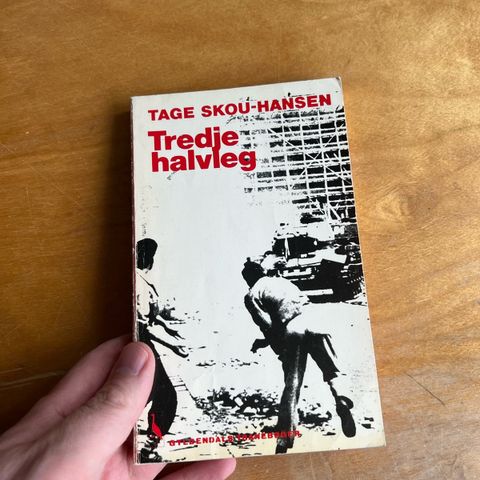 TAGE SKOU-HANSEN
Tredje
halvleg
GYLDENDALS TRANEBØGER